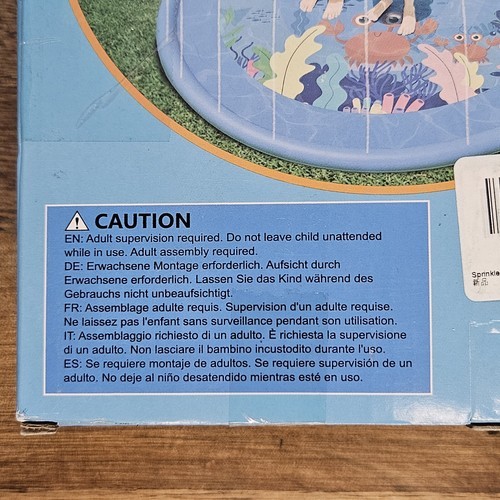 CAUTION
EN: Adult supervision required. Do not leave child unattended
while in use. Adult assembly required.
DE: Erwachsene Montage erforderlich. Aufsicht durch
Erwachsene erforderlich. Lassen Sie das Kind während des
Gebrauchs nicht unbeaufsichtigt.
FR: Assemblage adulte requis. Supervision d'un adulte requise.
Ne laissez pas l'enfant sans surveillance pendant son utilisation.
IT: Assemblaggio richiesto di un adulto. È richiesta la supervisione
di un adulto. Non lasciare il bambino incustodito durante l'uso.
ES: Se requiere montaje de adultos. Se requiere supervisión de un
adulto. No deje al niño desatendido mientras esté en uso.
Sprinkle
新品